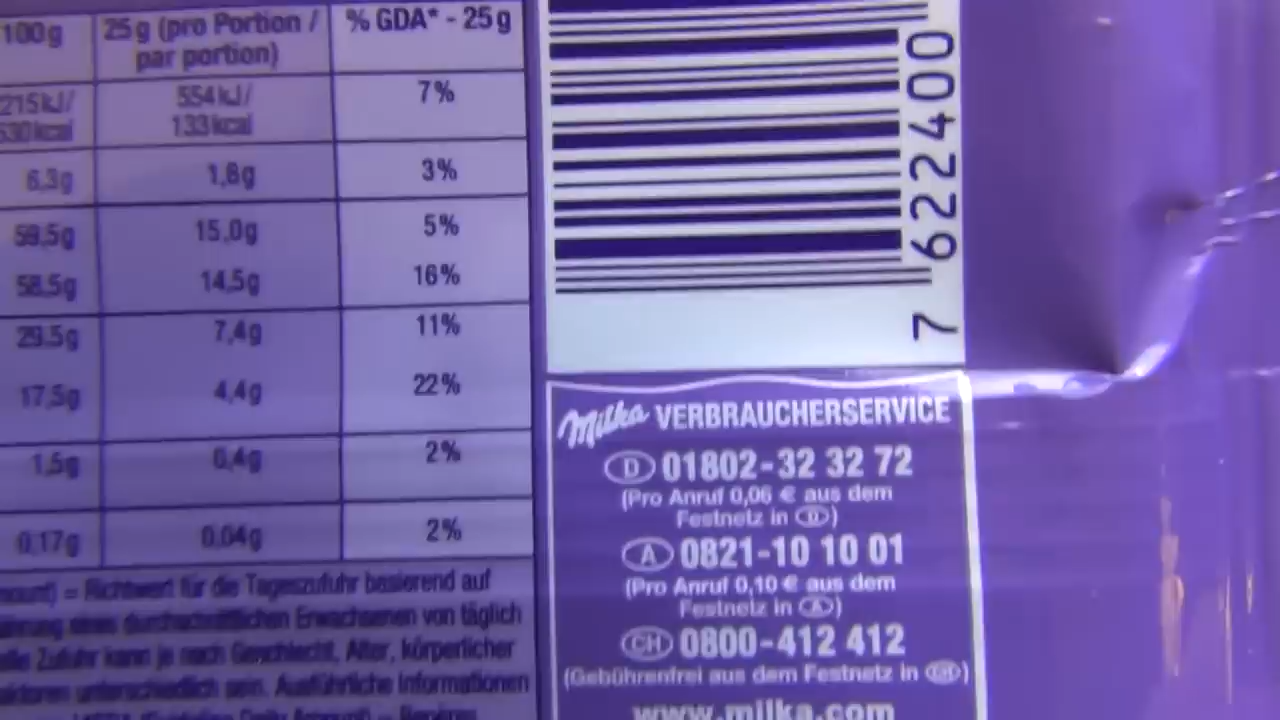 100g 25g (pro Portion / par portion) % GDA* - 25g
215kJ/ 554kJ/ 7%
530kcal 133kcal
6,3g 1,6g 3%
59,5g 15,0g 5%
58,5g 14,5g 16%
29,5g 7,4g 11%
17,5g 4,4g 22%
1,5g 0,4g 2%
0,17g 0,04g 2%
= Richtwert für die Tageszufuhr basierend auf
eines durchschnittlichen Erwachsenen von täglich
Zufuhr kann je nach Geschlecht, Alter, körperlicher
unterschiedlich sein. Ausführliche Informationen
7 622400
Milka VERBRAUCHERSERVICE
D 01802-32 32 72
(Pro Anruf 0,06 € aus dem
Festnetz in D)
A 0821-10 10 01
(Pro Anruf 0,10 € aus dem
Festnetz in A)
CH 0800-412 412
(Gebührenfrei aus dem Festnetz in CH)
www.milka.com